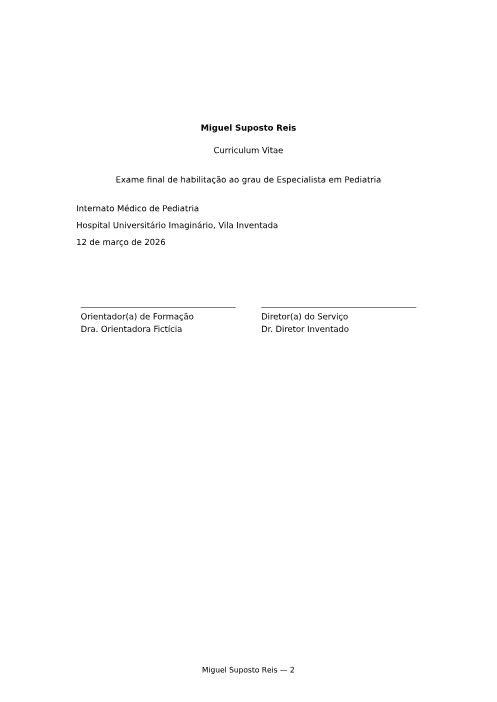 Miguel Suposto Reis
Curriculum Vitae
Exame final de habilitação ao grau de Especialista em Pediatria
Internato Médico de Pediatria
Hospital Universitário Imaginário, Vila Inventada
12 de março de 2026
Orientador(a) de Formação
Dra. Orientadora Fictícia
Diretor(a) do Serviço
Dr. Diretor Inventado
Miguel Suposto Reis — 2